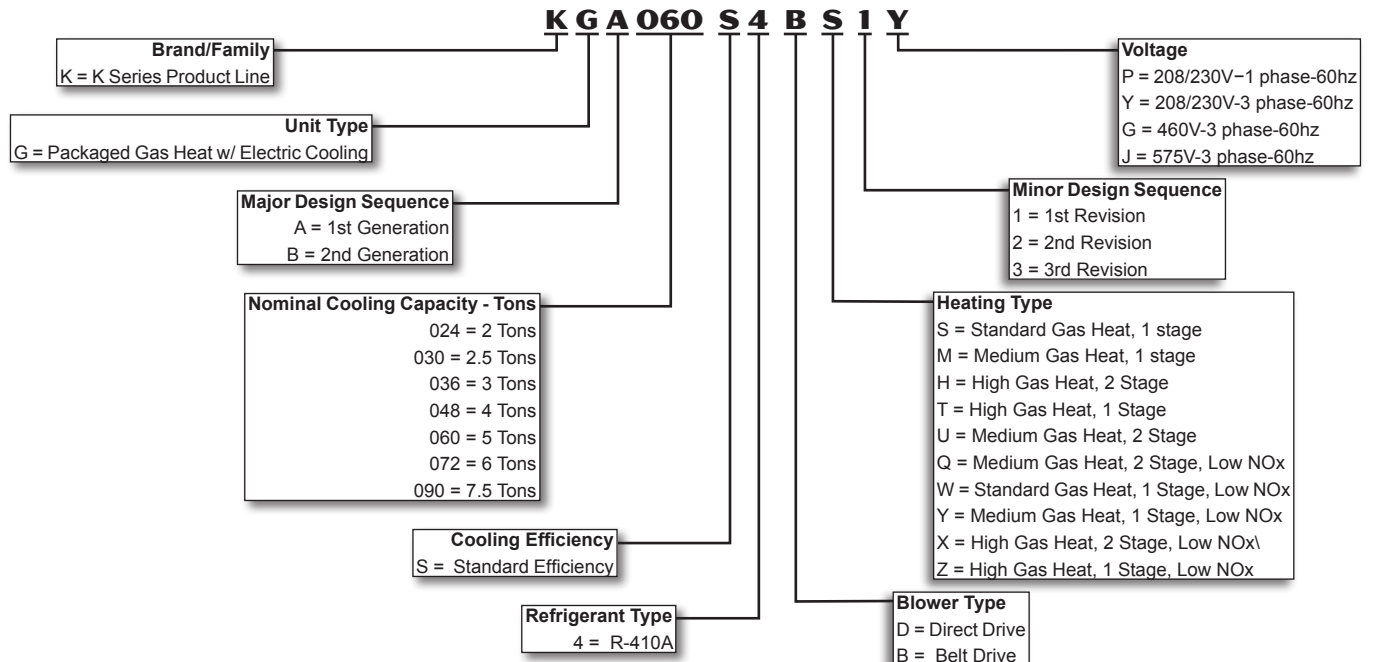 K G A 060 S 4 B S 1 Y
Brand/Family
K = K Series Product Line
Unit Type
G = Packaged Gas Heat w/ Electric Cooling
Major Design Sequence
A = 1st Generation
B = 2nd Generation
Nominal Cooling Capacity - Tons
024 = 2 Tons
030 = 2.5 Tons
036 = 3 Tons
048 = 4 Tons
060 = 5 Tons
072 = 6 Tons
090 = 7.5 Tons
Cooling Efficiency
S = Standard Efficiency
Refrigerant Type
4 = R-410A
Voltage
P = 208/230V−1 phase-60hz
Y = 208/230V-3 phase-60hz
G = 460V-3 phase-60hz
J = 575V-3 phase-60hz
Minor Design Sequence
1 = 1st Revision
2 = 2nd Revision
3 = 3rd Revision
Heating Type
S = Standard Gas Heat, 1 stage
M = Medium Gas Heat, 1 stage
H = High Gas Heat, 2 Stage
T = High Gas Heat, 1 Stage
U = Medium Gas Heat, 2 Stage
Q = Medium Gas Heat, 2 Stage, Low NOx
W = Standard Gas Heat, 1 Stage, Low NOx
Y = Medium Gas Heat, 1 Stage, Low NOx
X = High Gas Heat, 2 Stage, Low NOx\
Z = High Gas Heat, 1 Stage, Low NOx
Blower Type
D = Direct Drive
B = Belt Drive